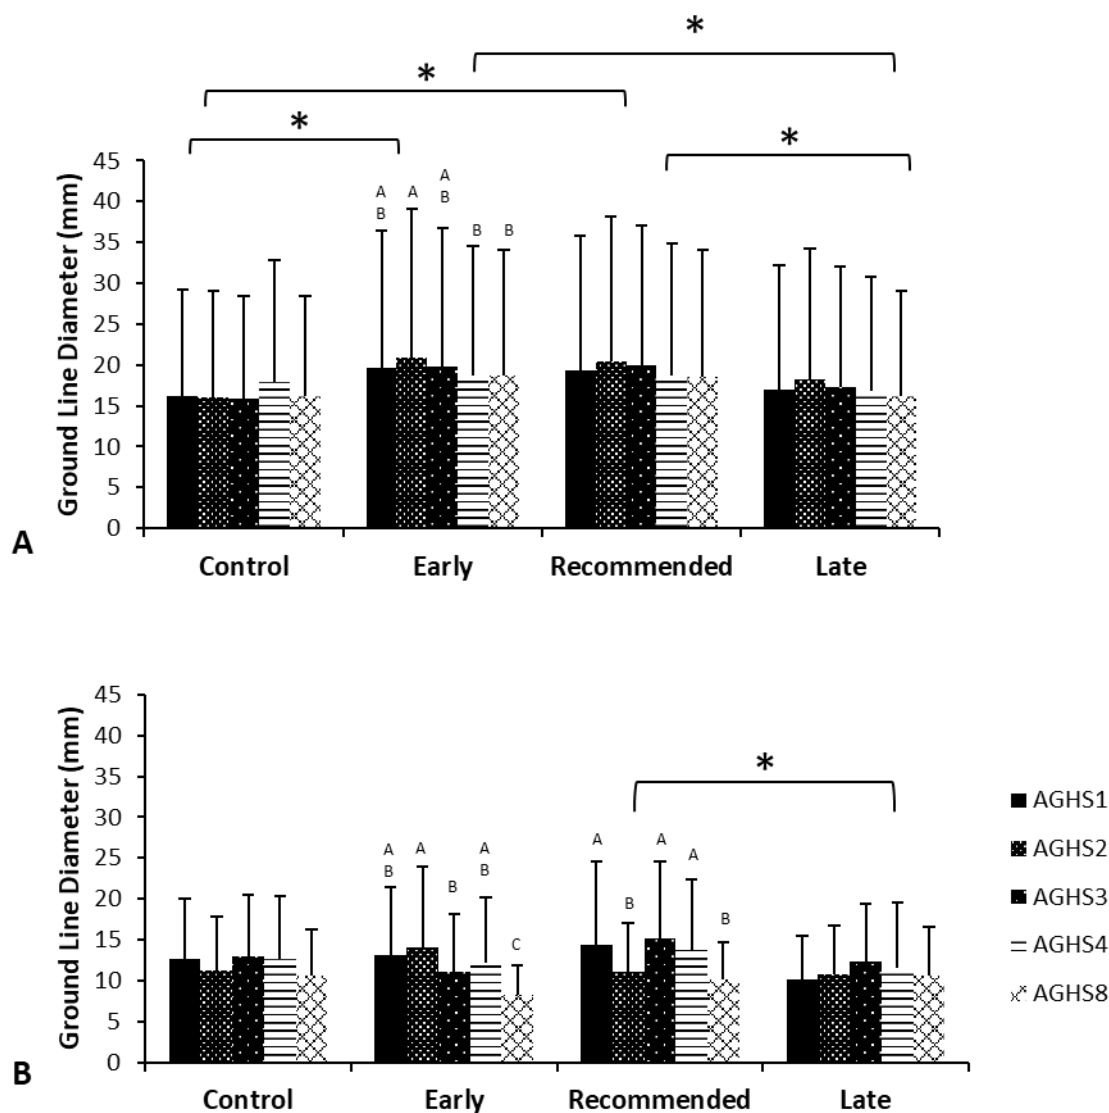 *
*
*
*
Ground Line Diameter (mm)
45
40
35
30
25
20
15
10
5
0
A
B
A
A
B
B
B
A
Control
Early
Recommended
Late
Ground Line Diameter (mm)
45
40
35
30
25
20
15
10
5
0
*
A
B
A
B
A
B
C
A
B
A
A
B
AGHS1
AGHS2
AGHS3
AGHS4
AGHS8
B
Control
Early
Recommended
Late